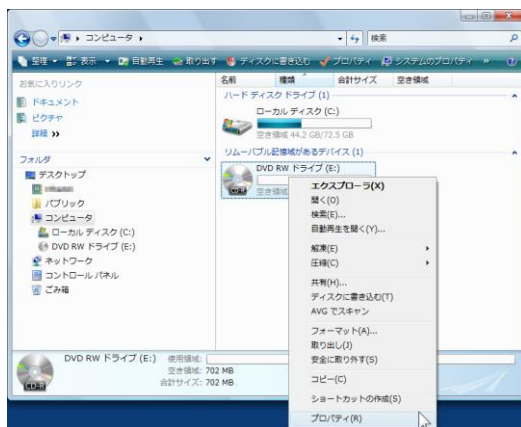 コンピュータ
検索
整理 表示 自動再生 取り出す ディスクに書き込む プロパティ システムのプロパティ »
お気に入りリンク
ドキュメント
ピクチャ
詳細 »
フォルダ
デスクトップ
パブリック
コンピュータ
ローカル ディスク (C:)
DVD RW ドライブ (E:)
ネットワーク
コントロール パネル
ごみ箱
名前 種類 合計サイズ 空き領域
ハード ディスク ドライブ (1)
ローカル ディスク (C:)
空き領域 44.2 GB/72.5 GB
リムーバブル記憶域があるデバイス (1)
DVD RW ドライブ (E:)
空き領域
CD-R
エクスプローラ(X)
開く(O)
検索(E)...
自動再生を開く(Y)...
解凍(E)
圧縮(C)
共有(H)...
ディスクに書き込む(T)
AVG でスキャン
フォーマット(A)...
取り出し(J)
安全に取り外す(S)
コピー(C)
ショートカットの作成(S)
プロパティ(R)
DVD RW ドライブ (E:) 使用領域:
空き領域: 702 MB
合計サイズ: 702 MB
CD-R